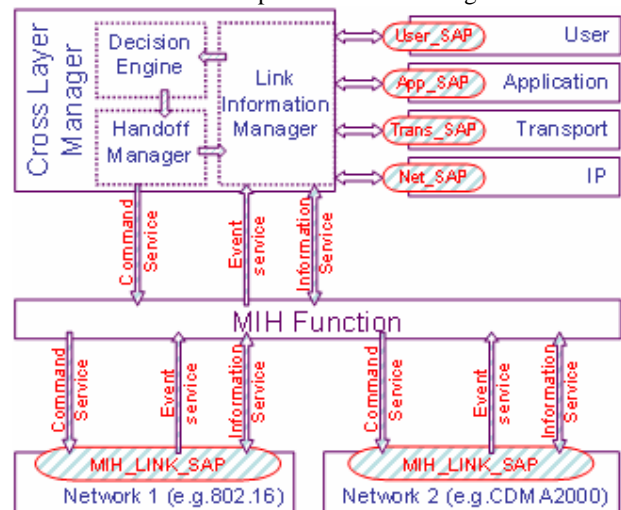 Cross Layer Manager
Decision Engine
Handoff Manager
Link Information Manager
User_SAP
User
App_SAP
Application
Trans_SAP
Transport
Net_SAP
IP
Command Service
Event service
Information Service
MIH Function
Command Service
Event service
Information Service
Command Service
Event service
Information Service
MIH_LINK_SAP
MIH_LINK_SAP
Network 1 (e.g.802.16)
Network 2 (e.g.CDMA2000)